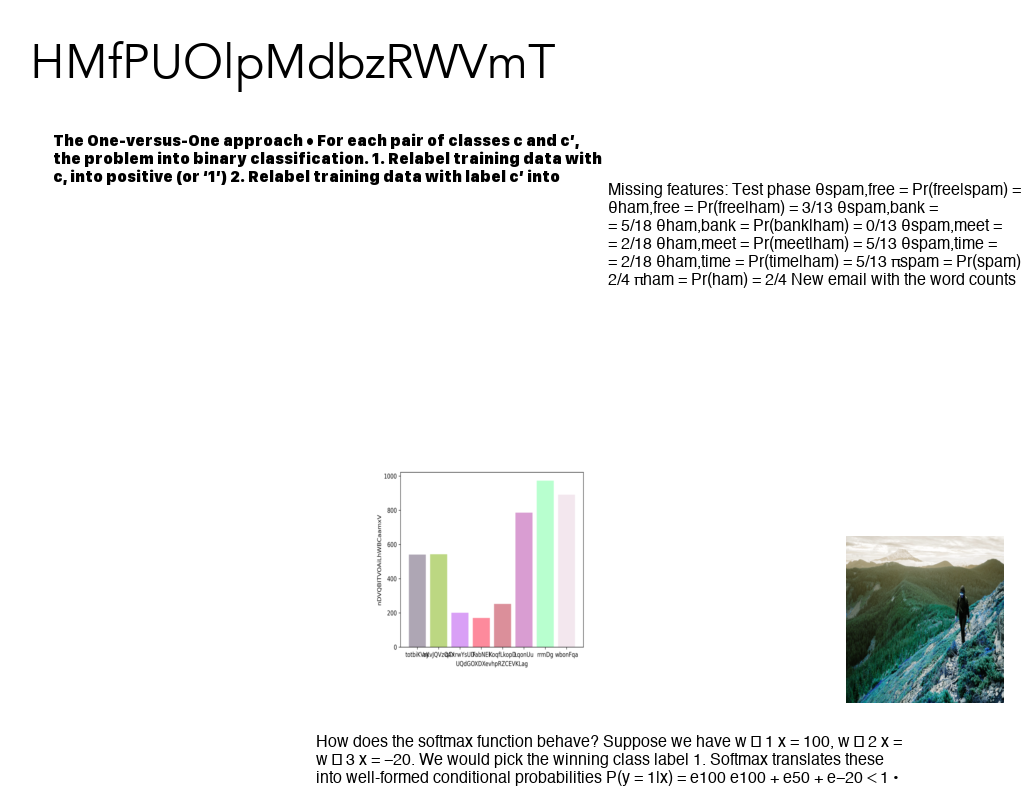 HMfPUOlpMdbzRWVmT
The One-versus-One approach • For each pair of classes c and c′,
the problem into binary classification. 1. Relabel training data with
c, into positive (or ‘1’) 2. Relabel training data with label c′ into
Missing features: Test phase θspam,free = Pr(free|spam) =
θham,free = Pr(free|ham) = 3/13 θspam,bank =
= 5/18 θham,bank = Pr(bank|ham) = 0/13 θspam,meet =
= 2/18 θham,meet = Pr(meet|ham) = 5/13 θspam,time =
= 2/18 θham,time = Pr(time|ham) = 5/13 πspam = Pr(spam)
2/4 πham = Pr(ham) = 2/4 New email with the word counts
1000
800
600
400
200
0
rrmDg wbonFqa
UQdGOXDXevhpRZCEVKLag
How does the softmax function behave? Suppose we have w 1 x = 100, w 2 x =
w 3 x = –20. We would pick the winning class label 1. Softmax translates these
into well-formed conditional probabilities P(y = 1|x) = e100 e100 + e50 + e–20 < 1 •